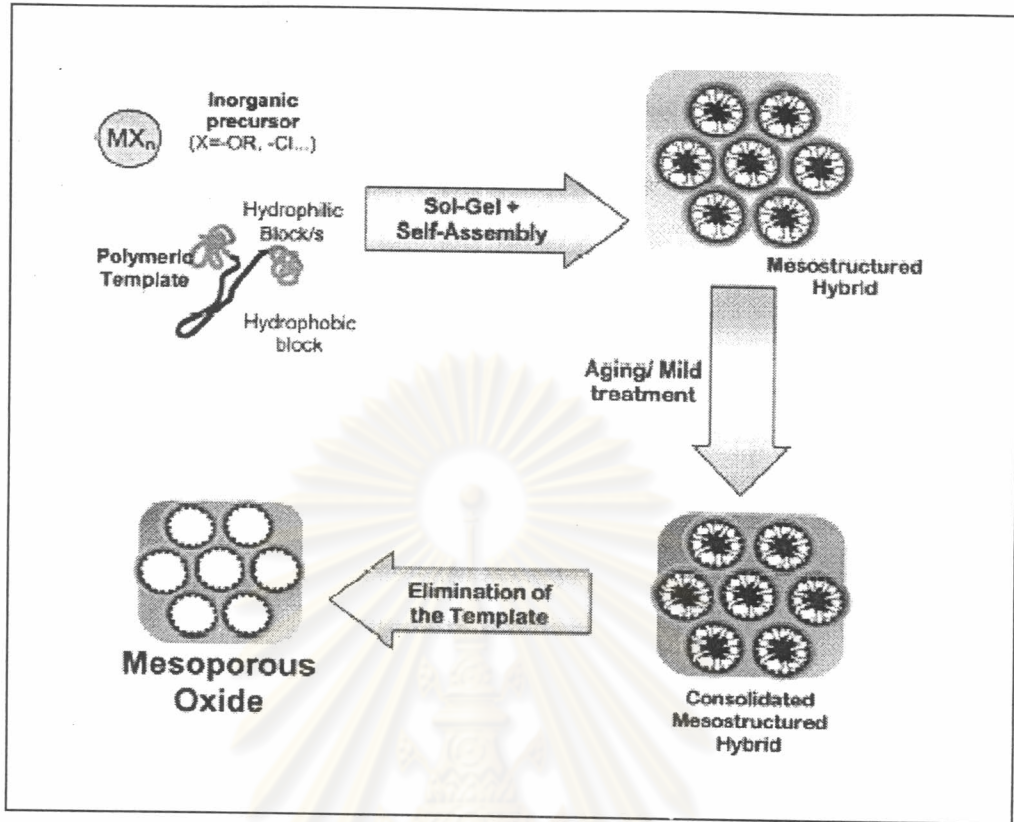 MXn
Inorganic
precursor
(X=-OR, -Cl...)
Hydrophilic
Block/s
Polymeric
Template
Hydrophobic
block
Sol-Gel +
Self-Assembly
Mesostructured
Hybrid
Aging/ Mild
treatment
Consolidated
Mesostructured
Hybrid
Elimination of
the Template
Mesoporous
Oxide